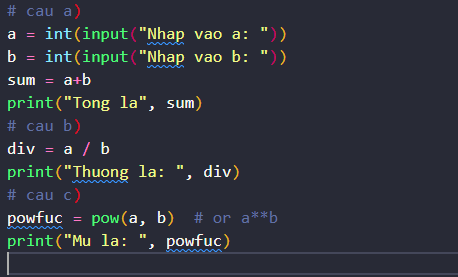 # cau a)
a = int(input("Nhap vao a: "))
b = int(input("Nhap vao b: "))
sum = a+b
print("Tong la", sum)
# cau b)
div = a / b
print("Thuong la: ", div)
# cau c)
powfuc = pow(a, b)  # or a**b
print("Mu la: ", powfuc)